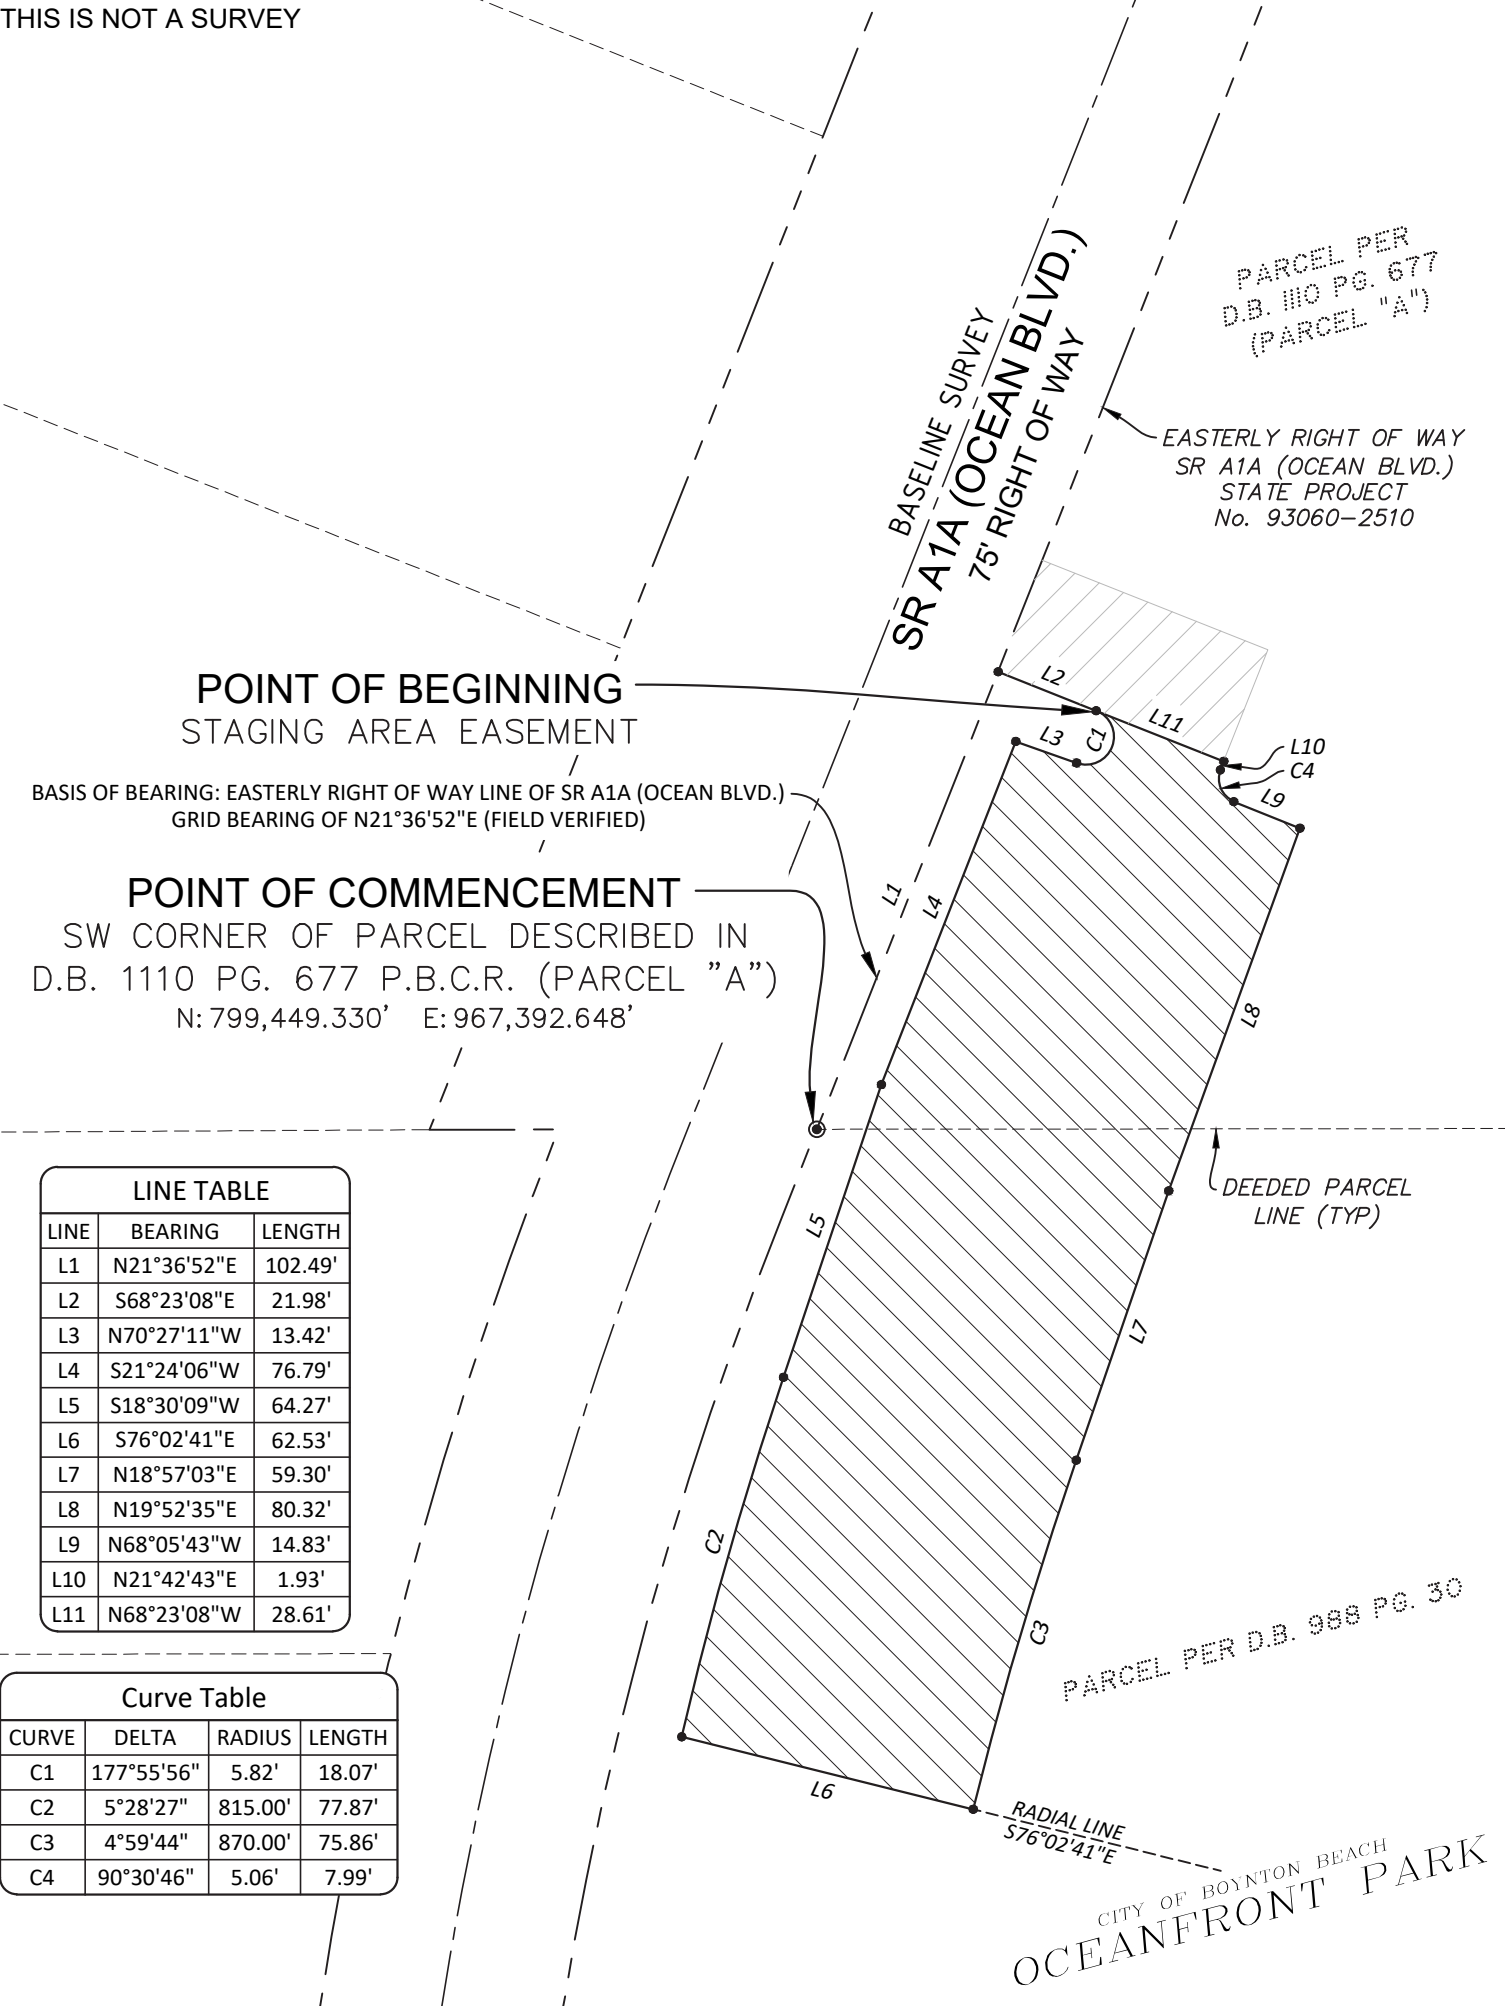 THIS IS NOT A SURVEY
PARCEL PER
D.B. 1110 PG. 677
(PARCEL "A")
BASELINE SURVEY
SR A1A (OCEAN BLVD.)
75' RIGHT OF WAY
EASTERLY RIGHT OF WAY
SR A1A (OCEAN BLVD.)
STATE PROJECT
No. 93060-2510
POINT OF BEGINNING
STAGING AREA EASEMENT
L2
L11
L3
C1
L10
C4
L9
BASIS OF BEARING: EASTERLY RIGHT OF WAY LINE OF SR A1A (OCEAN BLVD.)
GRID BEARING OF N21°36'52"E (FIELD VERIFIED)
POINT OF COMMENCEMENT
SW CORNER OF PARCEL DESCRIBED IN
D.B. 1110 PG. 677 P.B.C.R. (PARCEL "A")
N: 799,449.330' E: 967,392.648'
L1
L4
L8
L5
DEEDED PARCEL
LINE (TYP)
L7
LINE TABLE
LINE BEARING LENGTH
L1 N21°36'52"E 102.49'
L2 S68°23'08"E 21.98'
L3 N70°27'11"W 13.42'
L4 S21°24'06"W 76.79'
L5 S18°30'09"W 64.27'
L6 S76°02'41"E 62.53'
L7 N18°57'03"E 59.30'
L8 N19°52'35"E 80.32'
L9 N68°05'43"W 14.83'
L10 N21°42'43"E 1.93'
L11 N68°23'08"W 28.61'
C2
C3
PARCEL PER D.B. 988 PG. 30
Curve Table
CURVE DELTA RADIUS LENGTH
C1 177°55'56" 5.82' 18.07'
C2 5°28'27" 815.00' 77.87'
C3 4°59'44" 870.00' 75.86'
C4 90°30'46" 5.06' 7.99'
L6
RADIAL LINE
S76°02'41"E
CITY OF BOYNTON BEACH
OCEANFRONT PARK